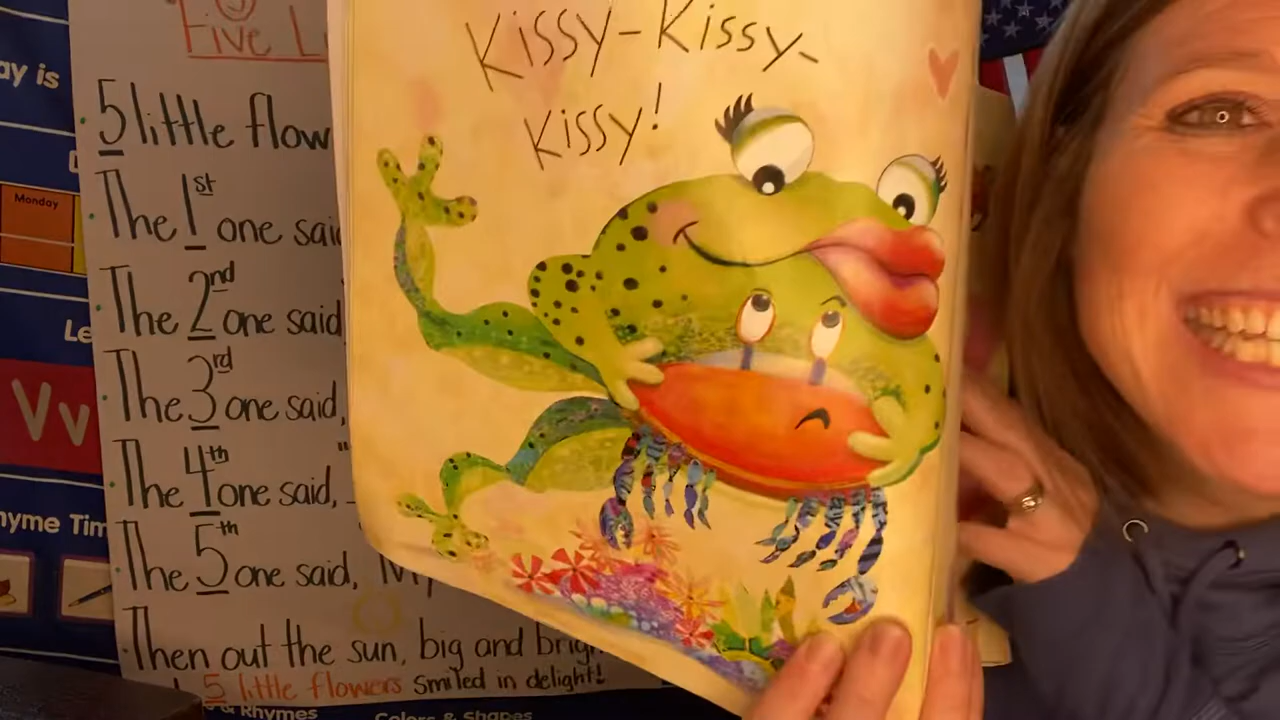 Five L
ay is
5 little flow
The 1st one said
Monday
The 2nd one said
Le
The 3rd one said,
Vv
The 4th one said, "
hyme Tim
The 5th one said, My
Then out the sun, big and brigh
5 little flowers smiled in delight!
& Rhymes
Colors & Shapes
Kissy-Kissy-
Kissy!